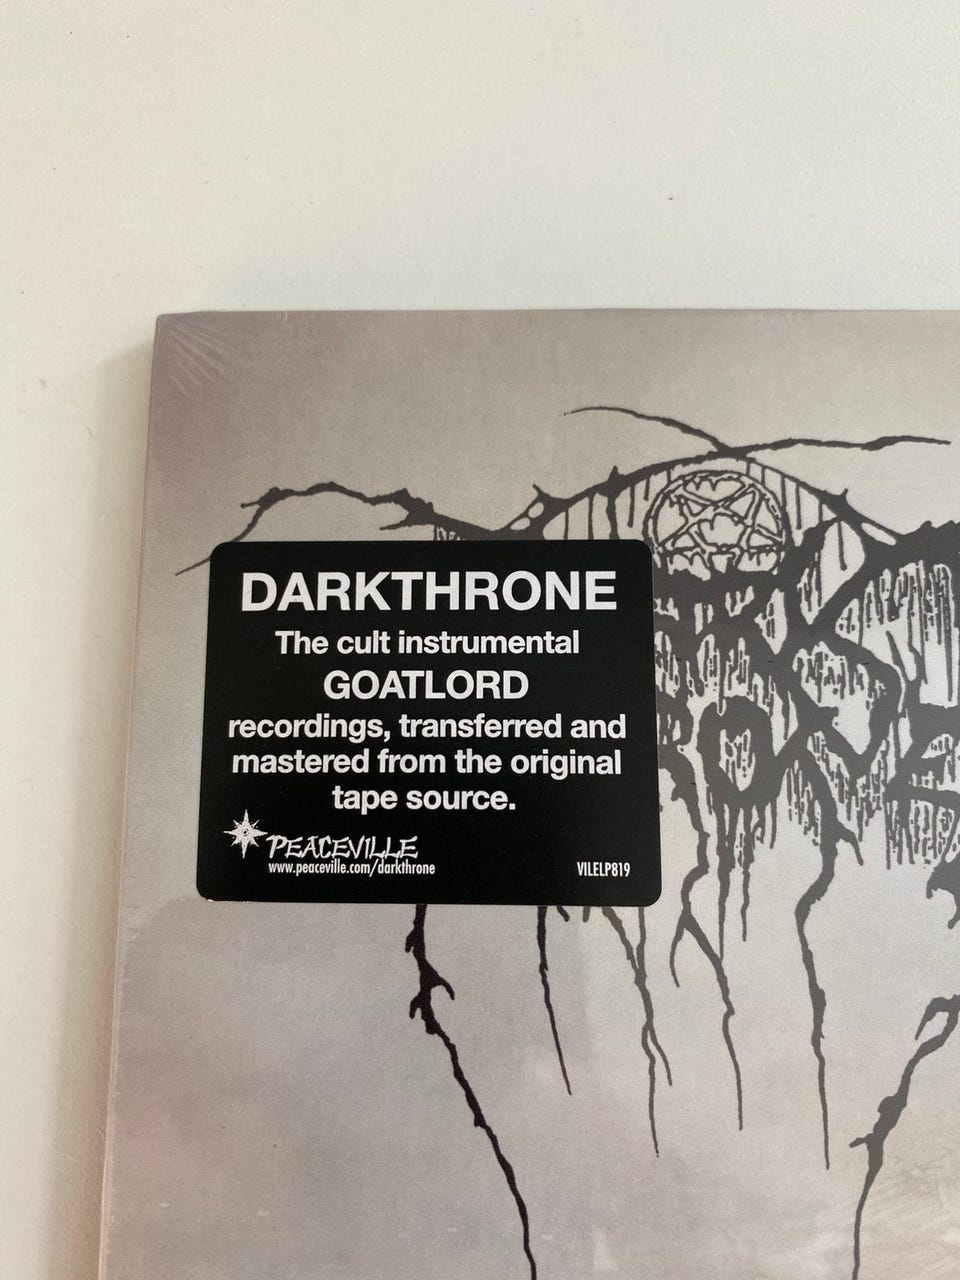 DARKTHRONE
The cult instrumental
GOATLORD
recordings, transferred and
mastered from the original
tape source.
PEACEVILLE
www.peaceville.com/darkthrone
VILELP819